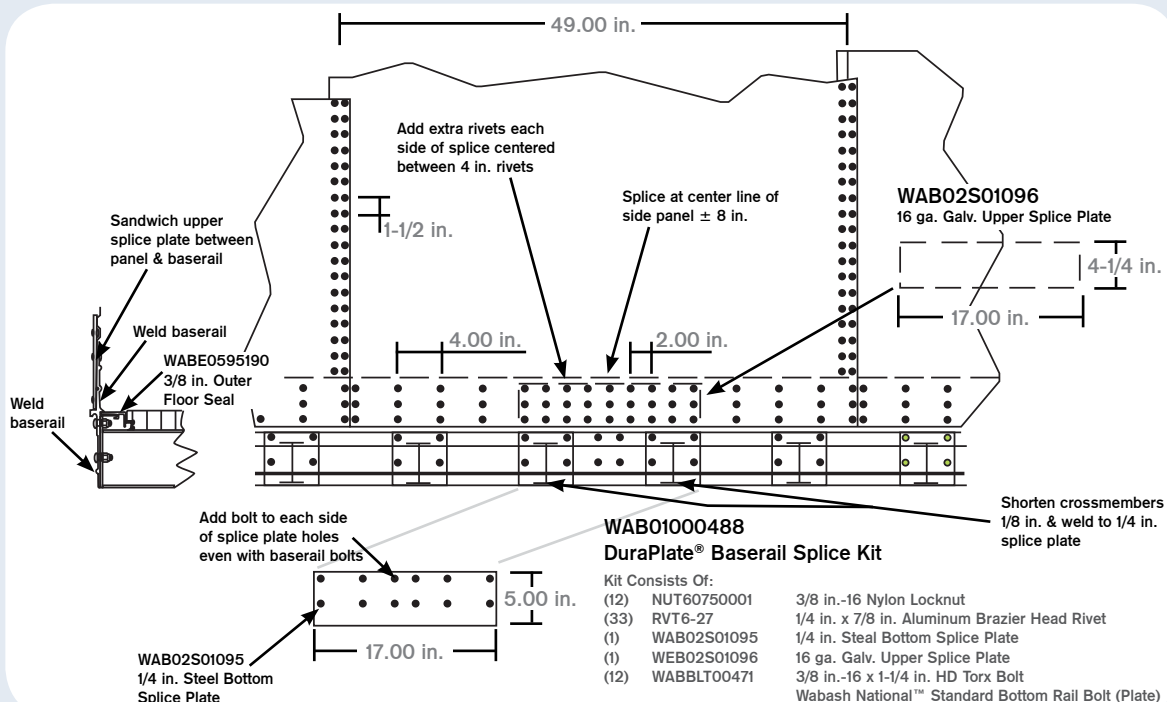 49.00 in.
Add extra rivets each
side of splice centered
between 4 in. rivets
Splice at center line of
side panel ± 8 in.
WAB02S01096
16 ga. Galv. Upper Splice Plate
1-1/2 in.
Sandwich upper
splice plate between
panel & baserail
4-1/4 in.
17.00 in.
Weld baserail
4.00 in.
2.00 in.
WABE0595190
3/8 in. Outer
Floor Seal
Weld
baserail
Shorten crossmembers
1/8 in. & weld to 1/4 in.
splice plate
Add bolt to each side
of splice plate holes
even with baserail bolts
WAB01000488
DuraPlate® Baserail Splice Kit
5.00 in.
17.00 in.
WAB02S01095
1/4 in. Steel Bottom
Splice Plate
Kit Consists Of:
(12) NUT60750001 3/8 in.-16 Nylon Locknut
(33) RVT6-27 1/4 in. x 7/8 in. Aluminum Brazier Head Rivet
(1) WAB02S01095 1/4 in. Steal Bottom Splice Plate
(1) WEB02S01096 16 ga. Galv. Upper Splice Plate
(12) WABBLT00471 3/8 in.-16 x 1-1/4 in. HD Torx Bolt
Wabash National™ Standard Bottom Rail Bolt (Plate)